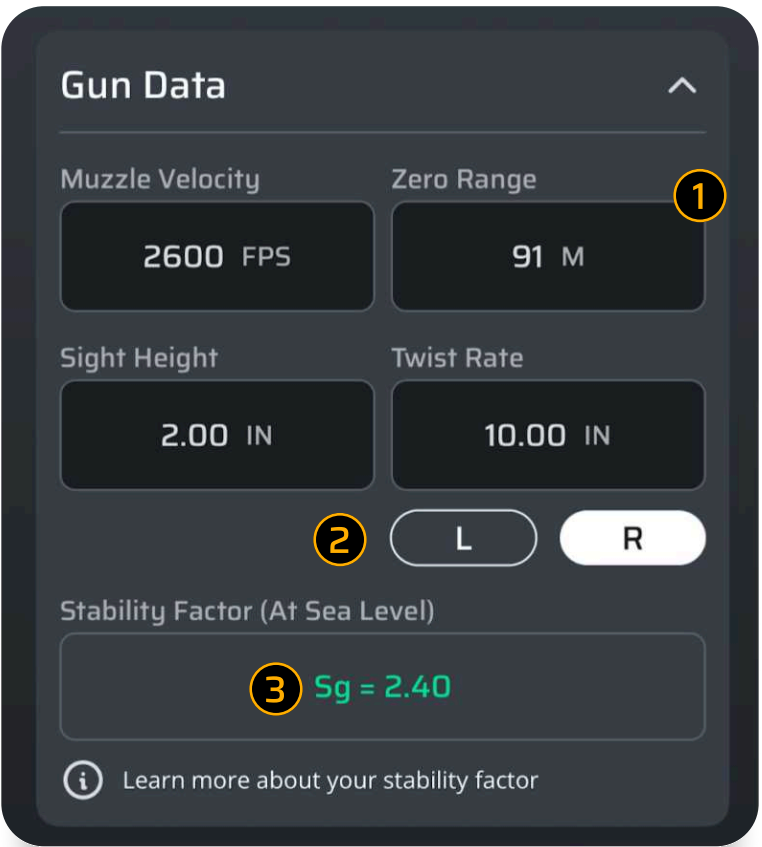 Gun Data
Muzzle Velocity Zero Range
1
2600 FPS 91 M
Sight Height Twist Rate
2.00 IN 10.00 IN
2 L R
Stability Factor (At Sea Level)
3 Sg = 2.40
i Learn more about your stability factor